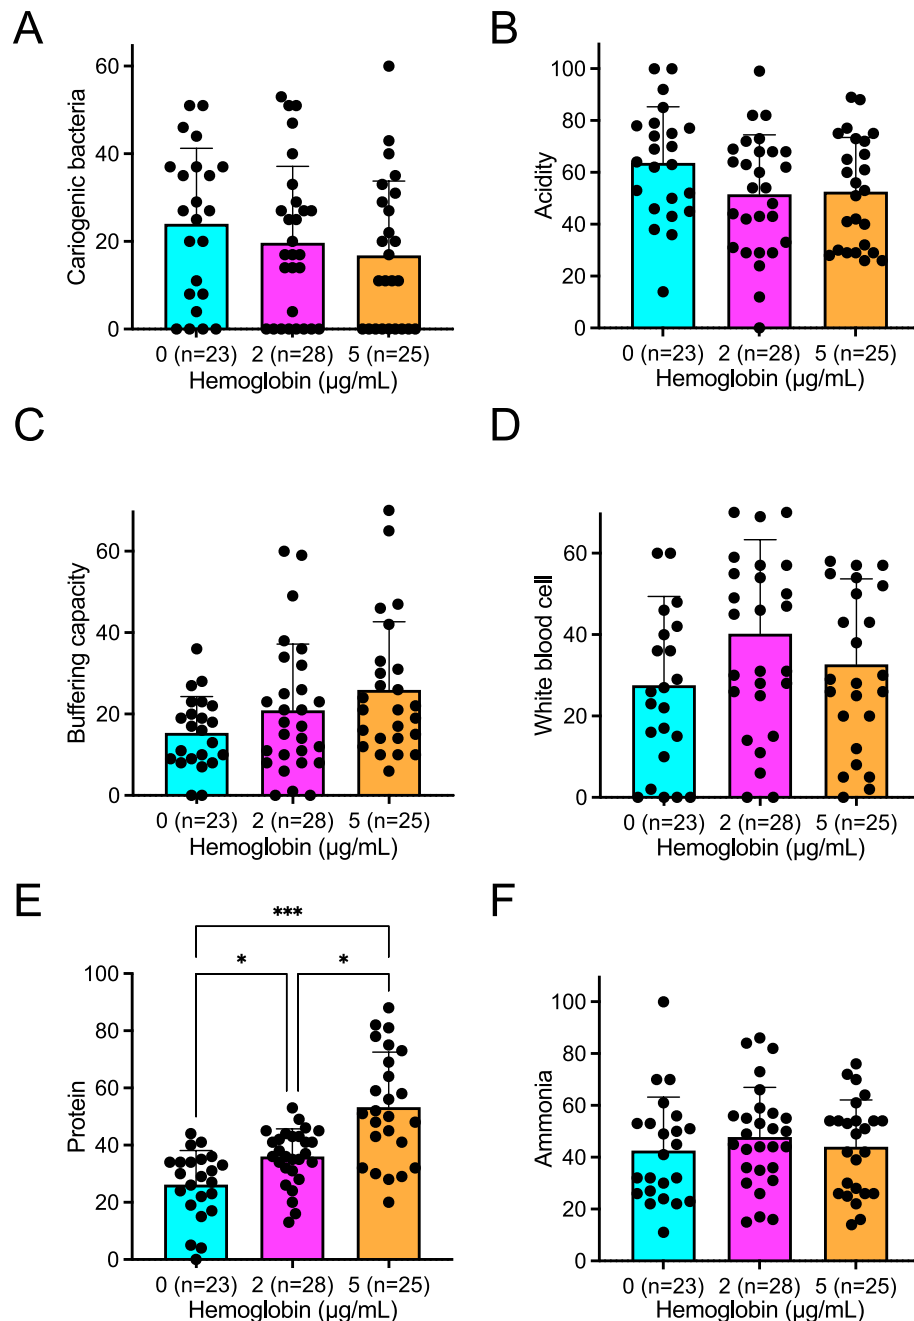 A
Cariogenic bacteria
60
40
20
0
0 (n=23) 2 (n=28) 5 (n=25)
Hemoglobin (µg/mL)
B
Acidity
100
80
60
40
20
0
0 (n=23) 2 (n=28) 5 (n=25)
Hemoglobin (µg/mL)
C
Buffering capacity
60
40
20
0
0 (n=23) 2 (n=28) 5 (n=25)
Hemoglobin (µg/mL)
D
White blood cell
60
40
20
0
0 (n=23) 2 (n=28) 5 (n=25)
Hemoglobin (µg/mL)
E
***
* *
Protein
100
80
60
40
20
0
0 (n=23) 2 (n=28) 5 (n=25)
Hemoglobin (µg/mL)
F
Ammonia
100
80
60
40
20
0
0 (n=23) 2 (n=28) 5 (n=25)
Hemoglobin (µg/mL)